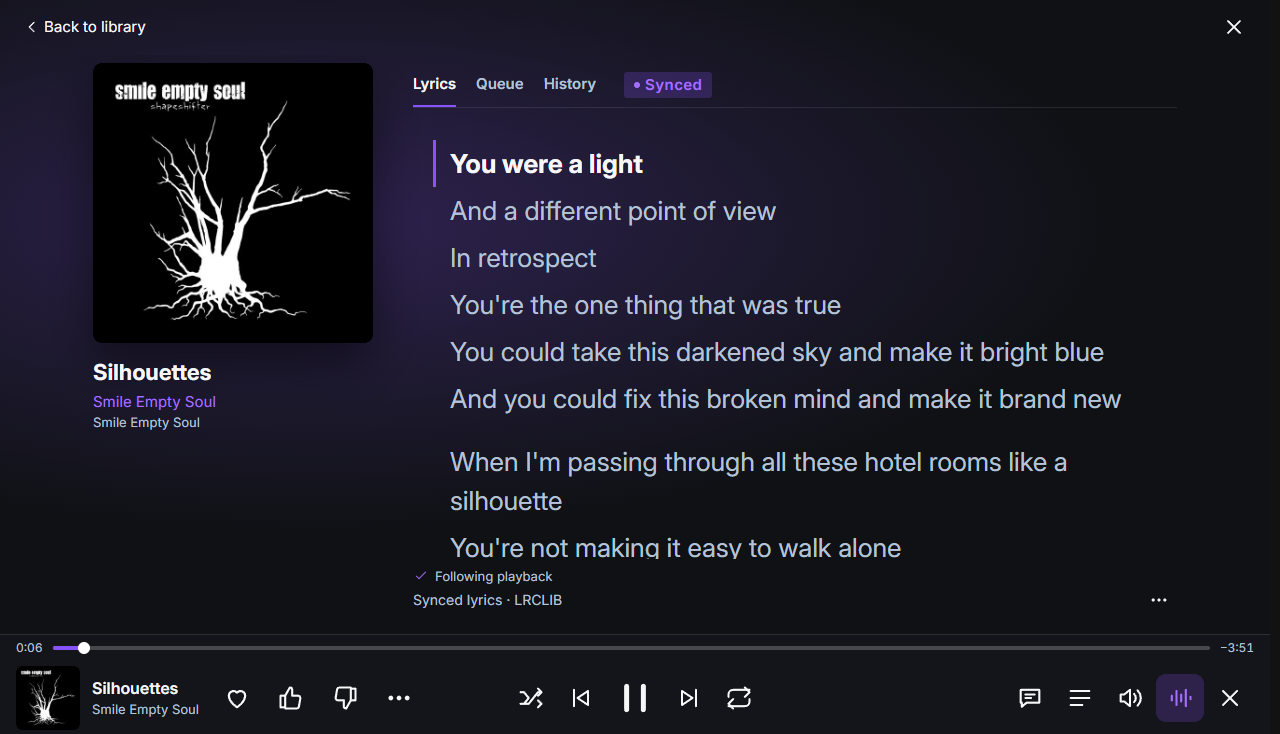 Back to library
smile empty soul
shapeshifter
Silhouettes
Smile Empty Soul
Smile Empty Soul
Lyrics Queue History • Synced
You were a light
And a different point of view
In retrospect
You're the one thing that was true
You could take this darkened sky and make it bright blue
And you could fix this broken mind and make it brand new
When I'm passing through all these hotel rooms like a
silhouette
You're not making it easy to walk alone
Following playback
Synced lyrics · LRCLIB
0:06 −3:51
smile empty soul
Silhouettes
Smile Empty Soul